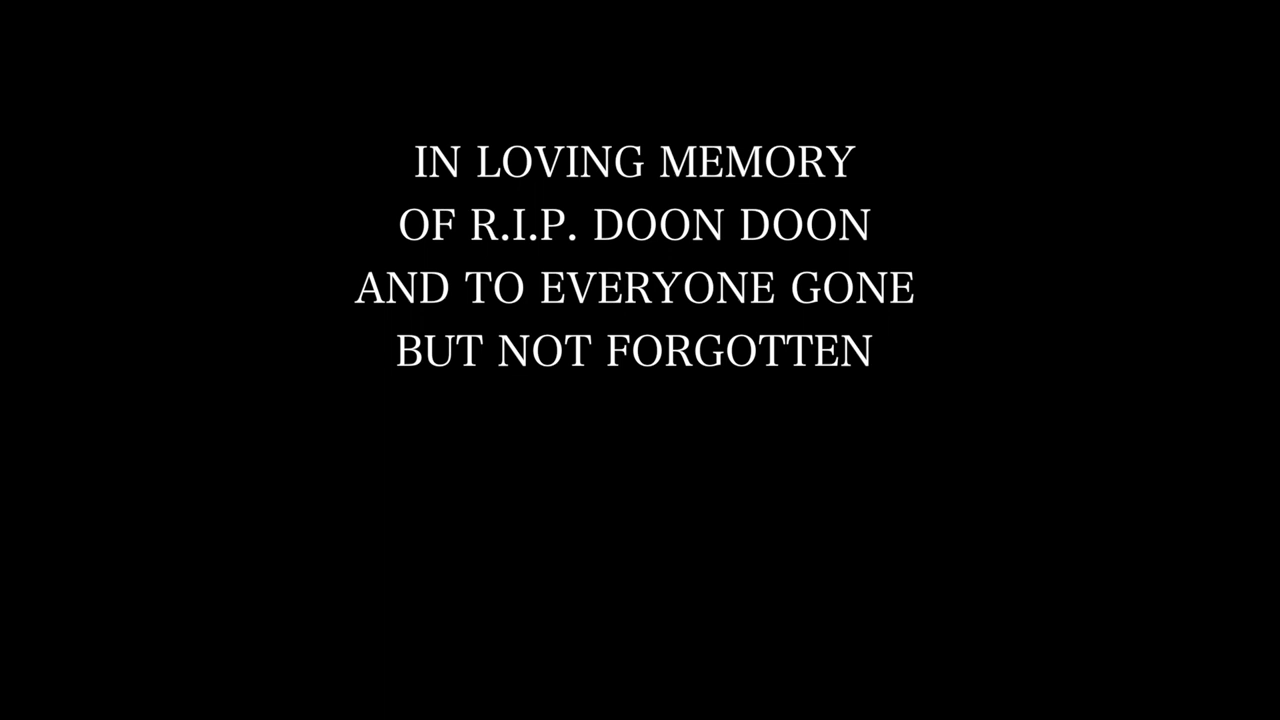 IN LOVING MEMORY
OF R.I.P. DOON DOON
AND TO EVERYONE GONE
BUT NOT FORGOTTEN